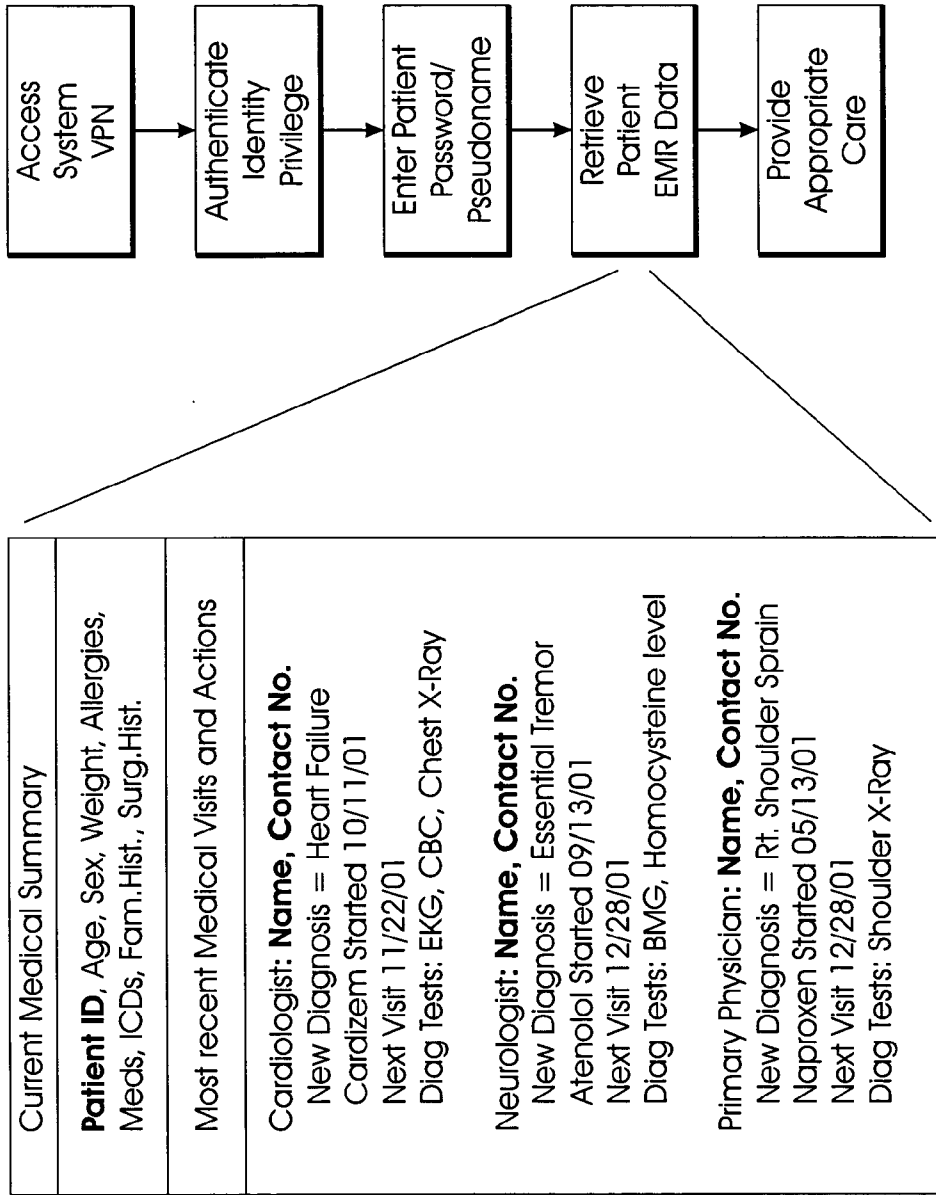 Access
System
VPN
Authenticate
Identity
Privilege
Enter Patient
Password/
Pseudoname
Retrieve
Patient
EMR Data
Provide
Appropriate
Care
Current Medical Summary
Patient ID, Age, Sex, Weight, Allergies,
Meds, ICDs, Fam.Hist., Surg.Hist.
Most recent Medical Visits and Actions
Cardiologist: Name, Contact No.
New Diagnosis = Heart Failure
Cardizem Started 10/11/01
Next Visit 11/22/01
Diag Tests: EKG, CBC, Chest X-Ray
Neurologist: Name, Contact No.
New Diagnosis = Essential Tremor
Atenolol Started 09/13/01
Next Visit 12/28/01
Diag Tests: BMG, Homocysteine level
Primary Physician: Name, Contact No.
New Diagnosis = Rt. Shoulder Sprain
Naproxen Started 05/13/01
Next Visit 12/28/01
Diag Tests: Shoulder X-Ray